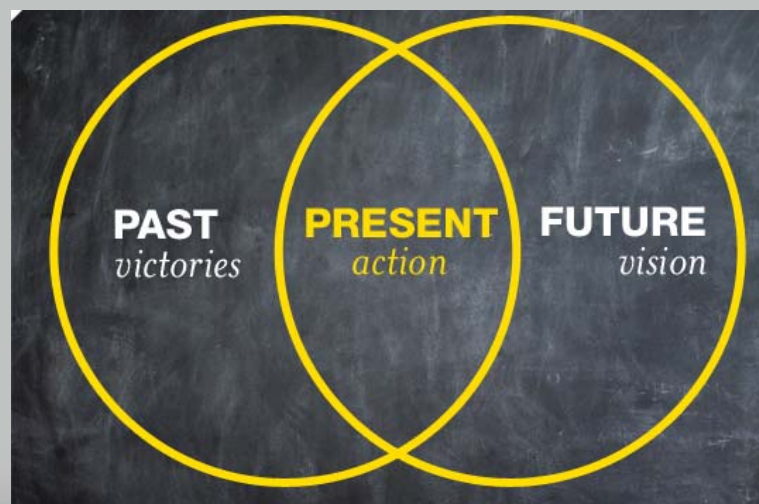 PAST
victories
PRESENT
action
FUTURE
vision